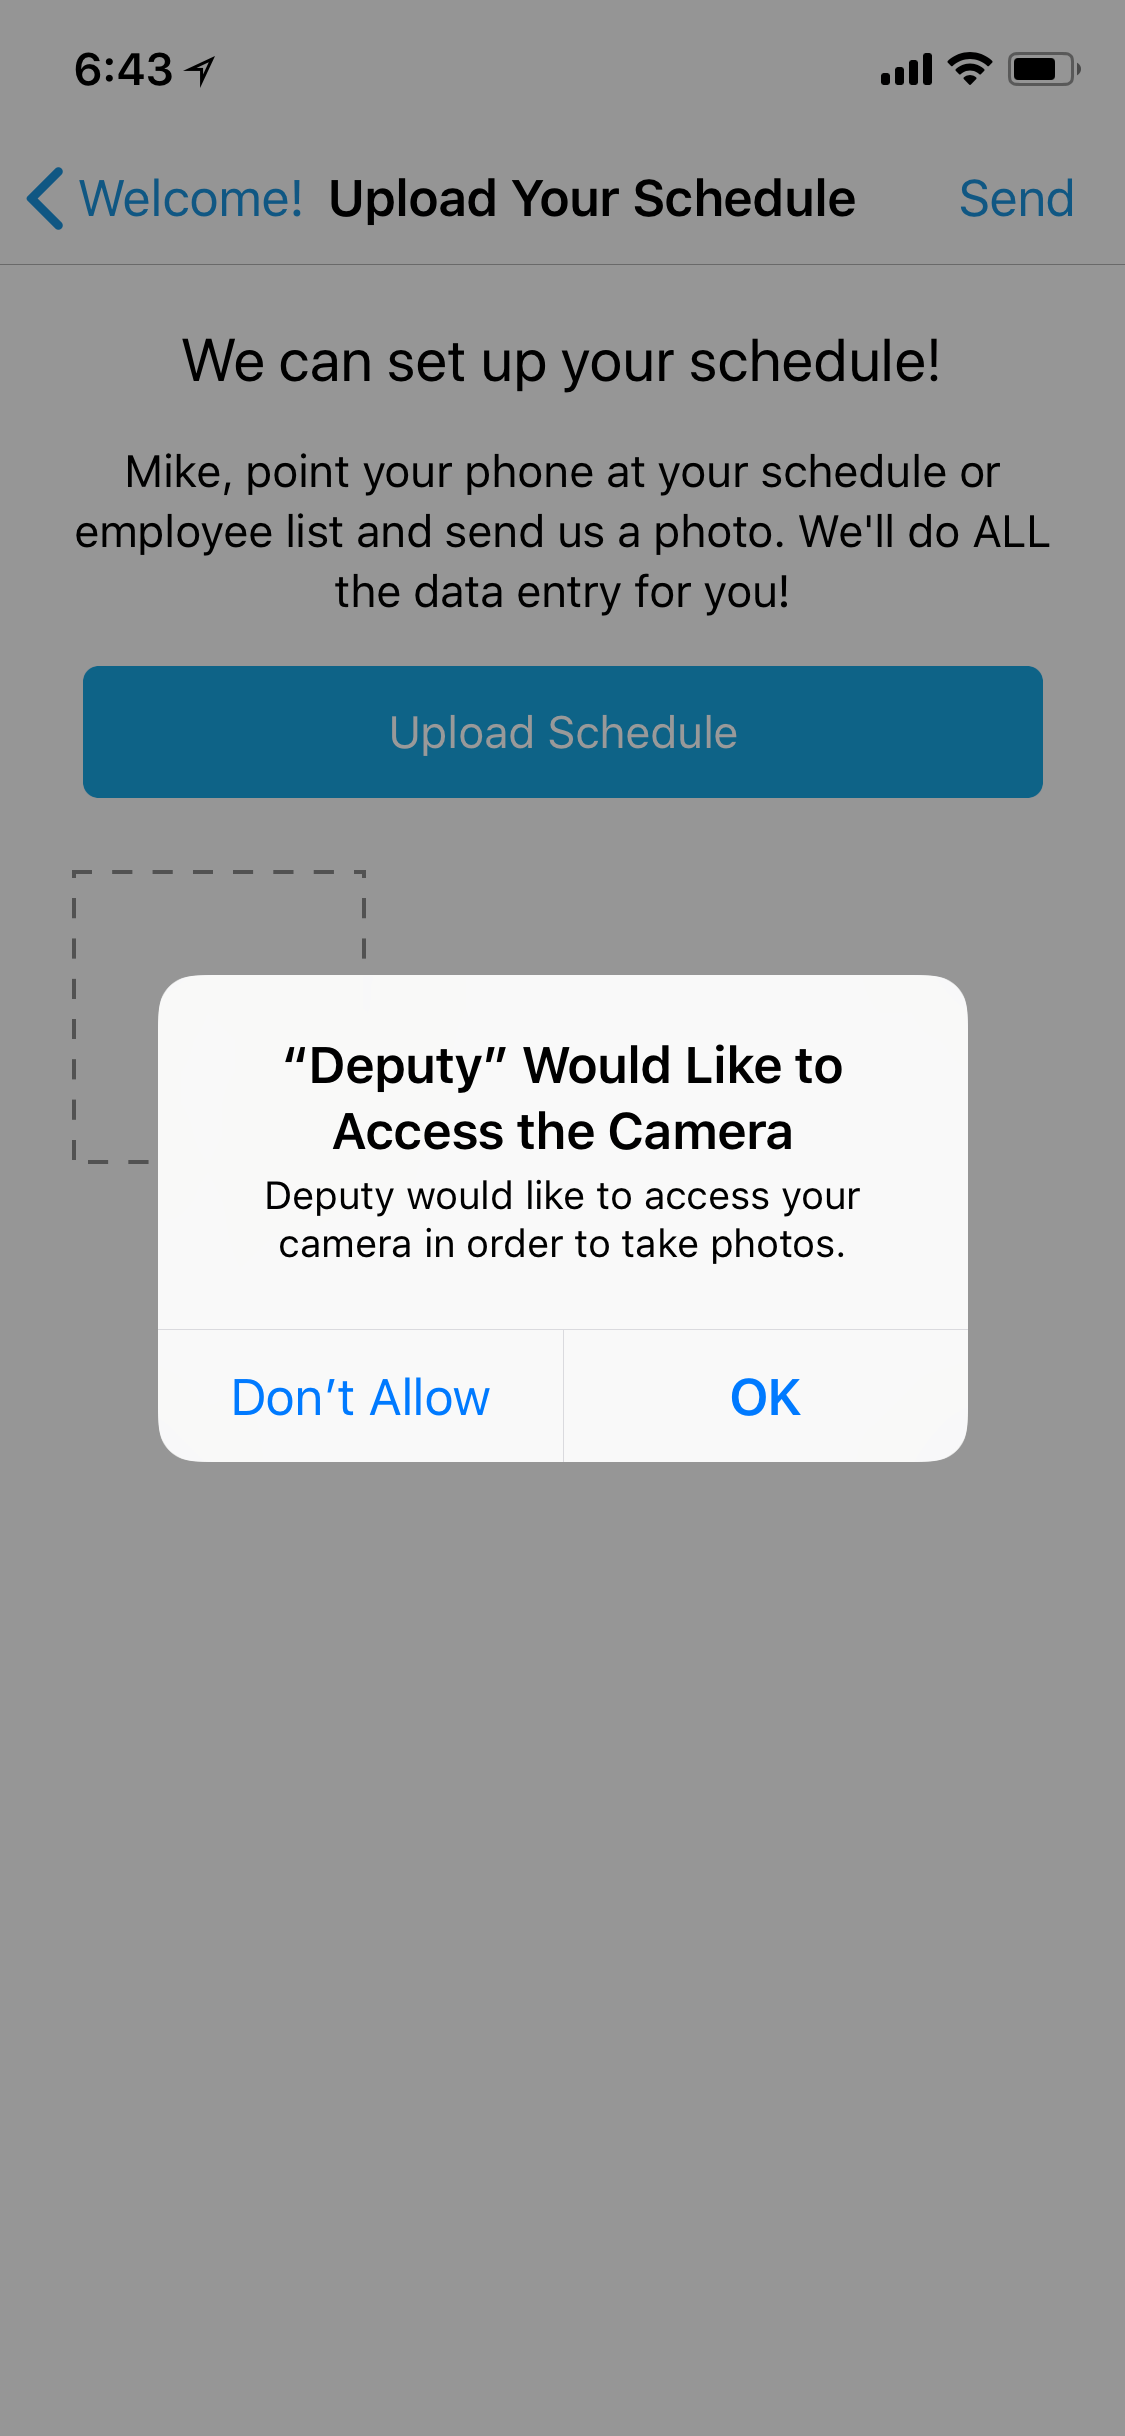 6:43
Welcome! Upload Your Schedule Send
We can set up your schedule!
Mike, point your phone at your schedule or
employee list and send us a photo. We'll do ALL
the data entry for you!
Upload Schedule
“Deputy” Would Like to
Access the Camera
Deputy would like to access your
camera in order to take photos.
Don’t Allow OK